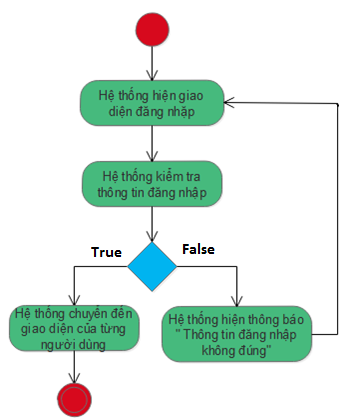 Hệ thống hiện giao
diện đăng nhập
Hệ thống kiểm tra
thông tin đăng nhập
True
False
Hệ thống chuyển đến
giao diện của từng
người dùng
Hệ thống hiện thông báo
" Thông tin đăng nhập
không đúng"